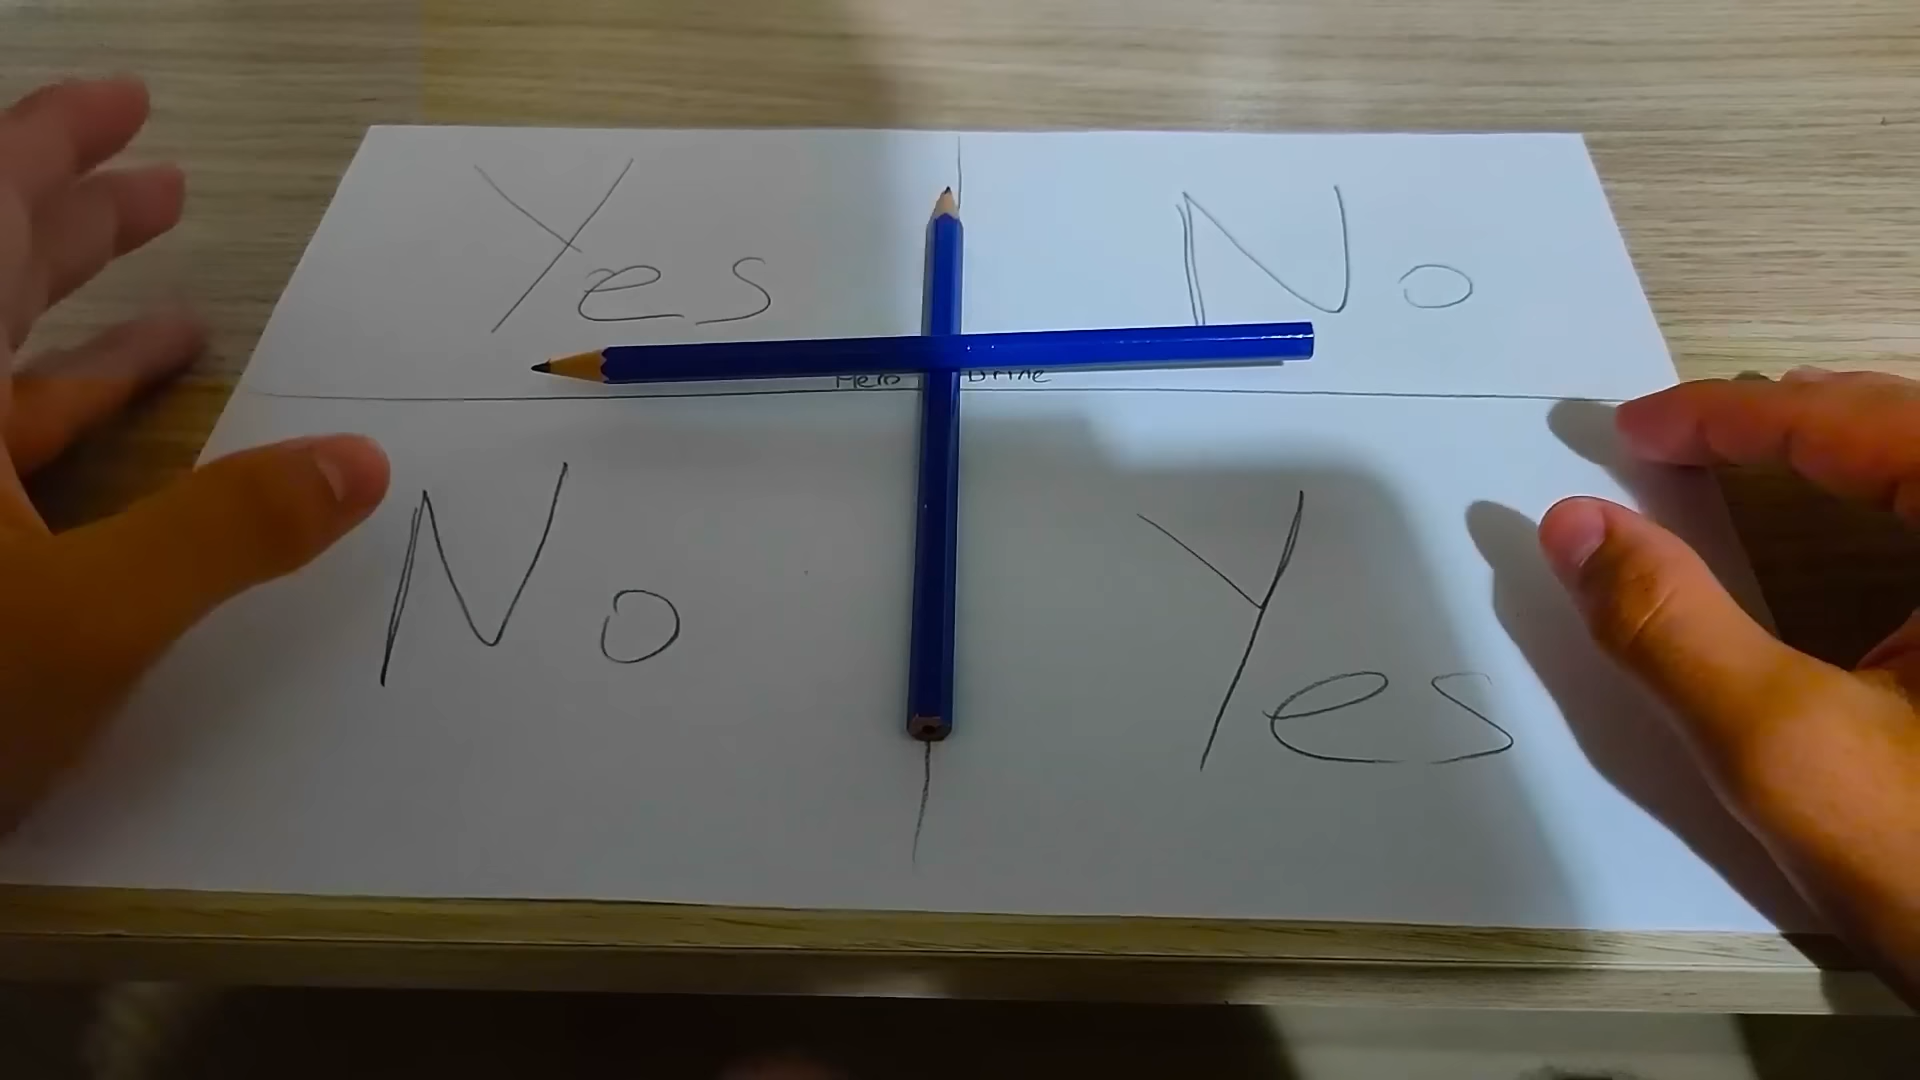 Yes No
No Yes